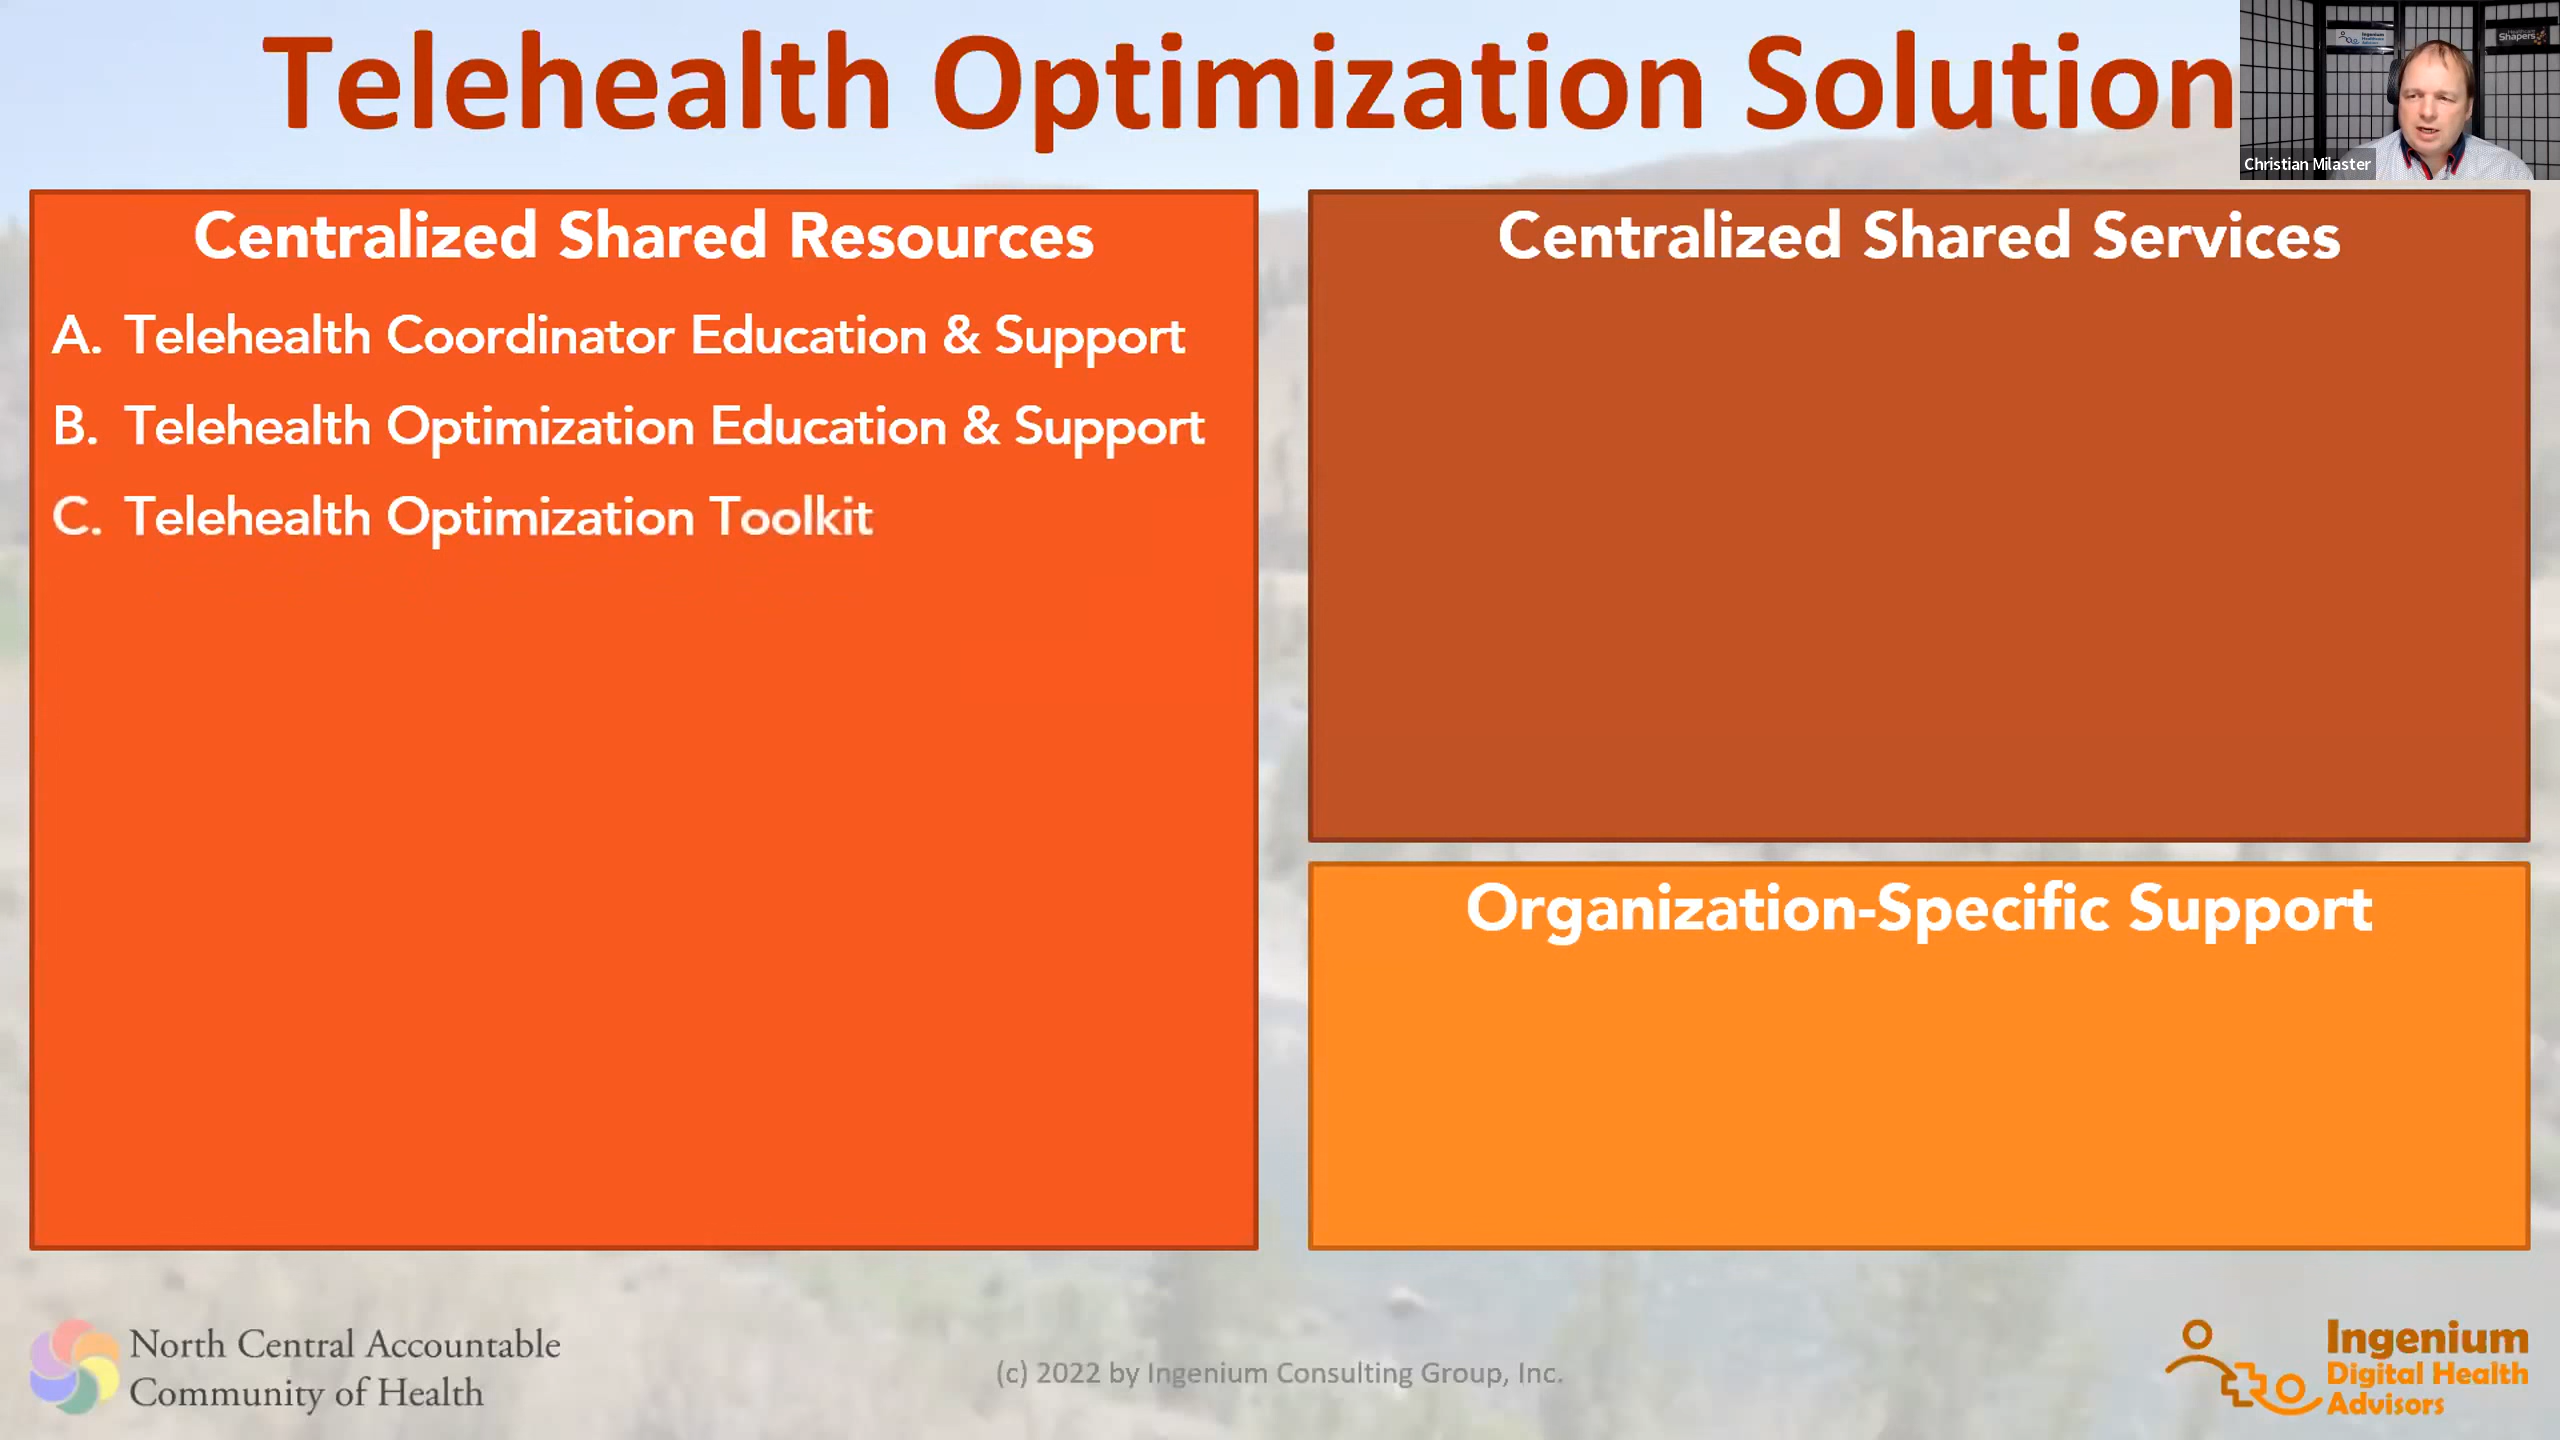 Telehealth Optimization Solution
Christian Milaster
Centralized Shared Resources
A. Telehealth Coordinator Education & Support
B. Telehealth Optimization Education & Support
C. Telehealth Optimization Toolkit
Centralized Shared Services
Organization-Specific Support
North Central Accountable
Community of Health
(c) 2022 by Ingenium Consulting Group, Inc.
Ingenium
Digital Health
Advisors
Ingenium
Shapers